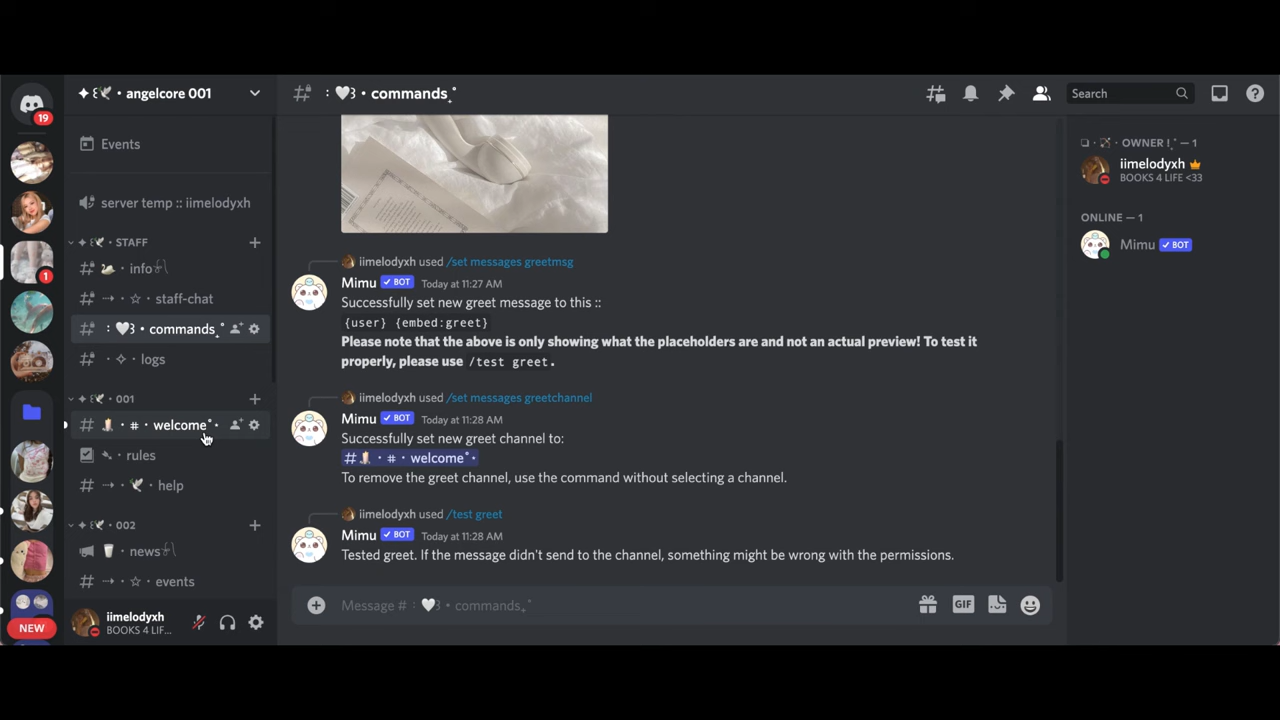 19
1
NEW
✦ ꒰🕊 • angelcore 001
Events
server temp :: iimelodyxh
✦ ꒰🕊 • STAFF
🦢 • info
→ • ☆ • staff-chat
: 🤍꒱ • commands ̟ ˚
• ✧ • logs
✦ ꒰🕊 • 001
🕯 • ⌗ • welcome˚ •
rules
→ • 🕊 • help
✦ ꒰🕊 • 002
🥛 • news
→ • ☆ • events
iimelodyxh
BOOKS 4 LIF...
: 🤍꒱ • commands ̟ ˚
Search
iimelodyxh used /set messages greetmsg
Mimu ✓ BOT Today at 11:27 AM
Successfully set new greet message to this ::
{user} {embed:greet}
Please note that the above is only showing what the placeholders are and not an actual preview! To test it
properly, please use /test greet.
iimelodyxh used /set messages greetchannel
Mimu ✓ BOT Today at 11:28 AM
Successfully set new greet channel to:
#🕯 • ⌗ • welcome˚ •
To remove the greet channel, use the command without selecting a channel.
iimelodyxh used /test greet
Mimu ✓ BOT Today at 11:28 AM
Tested greet. If the message didn't send to the channel, something might be wrong with the permissions.
Message # : 🤍꒱ • commands ̟ ˚
GIF
OWNER ! ̟ ˚ — 1
iimelodyxh
BOOKS 4 LIFE <33
ONLINE — 1
Mimu ✓ BOT